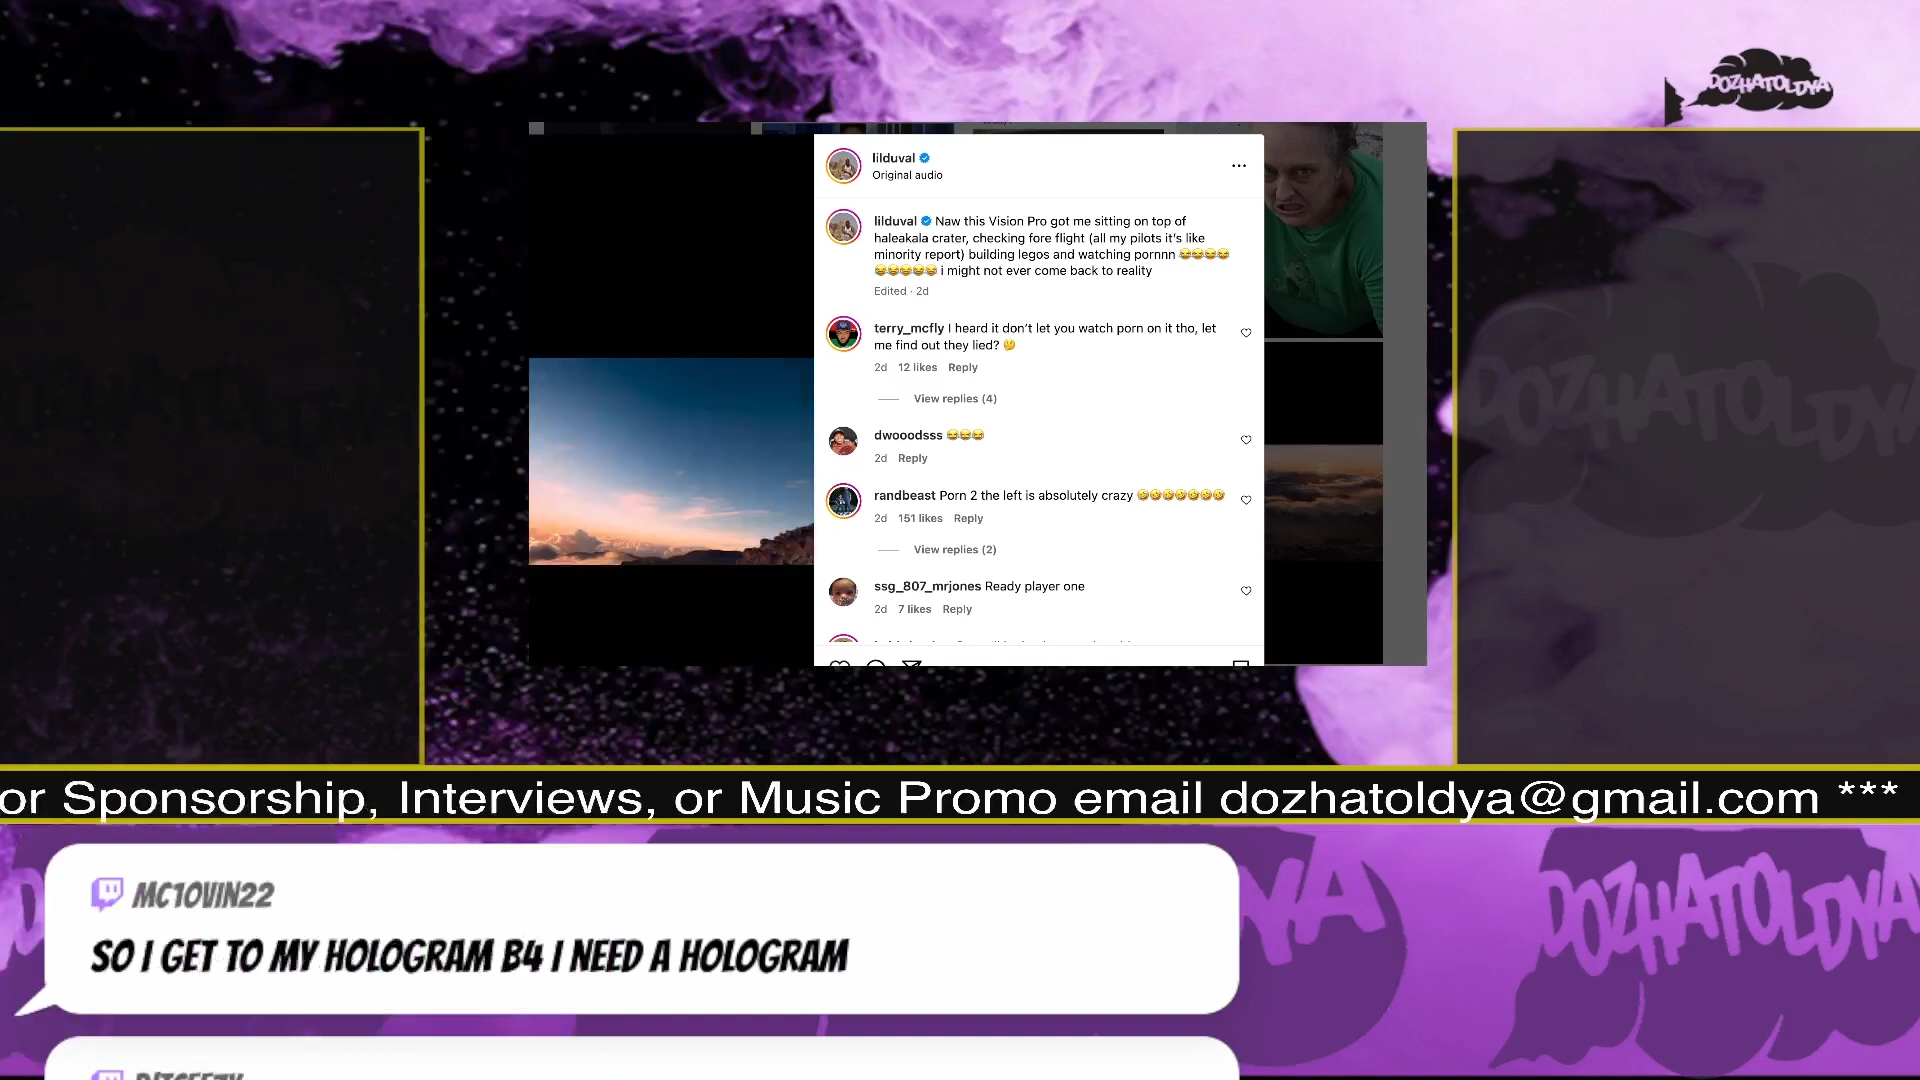 DOZHATOLDYA
lilduval
Original audio
lilduval Naw this Vision Pro got me sitting on top of
haleakala crater, checking fore flight (all my pilots it’s like
minority report) building legos and watching pornnn 😂😂😂😂
😂😂😂😂😂 i might not ever come back to reality
Edited · 2d
terry_mcfly I heard it don’t let you watch porn on it tho, let
me find out they lied? 🤔
2d 12 likes Reply
View replies (4)
dwooodsss 😂😂😂
2d Reply
randbeast Porn 2 the left is absolutely crazy 🤣🤣🤣🤣🤣🤣🤣
2d 151 likes Reply
View replies (2)
ssg_807_mrjones Ready player one
2d 7 likes Reply
DOZHATOLDYA
or Sponsorship, Interviews, or Music Promo email dozhatoldya@gmail.com ***
MC10VIN22
SO I GET TO MY HOLOGRAM B4 I NEED A HOLOGRAM
YA
DOZHATOLDYA